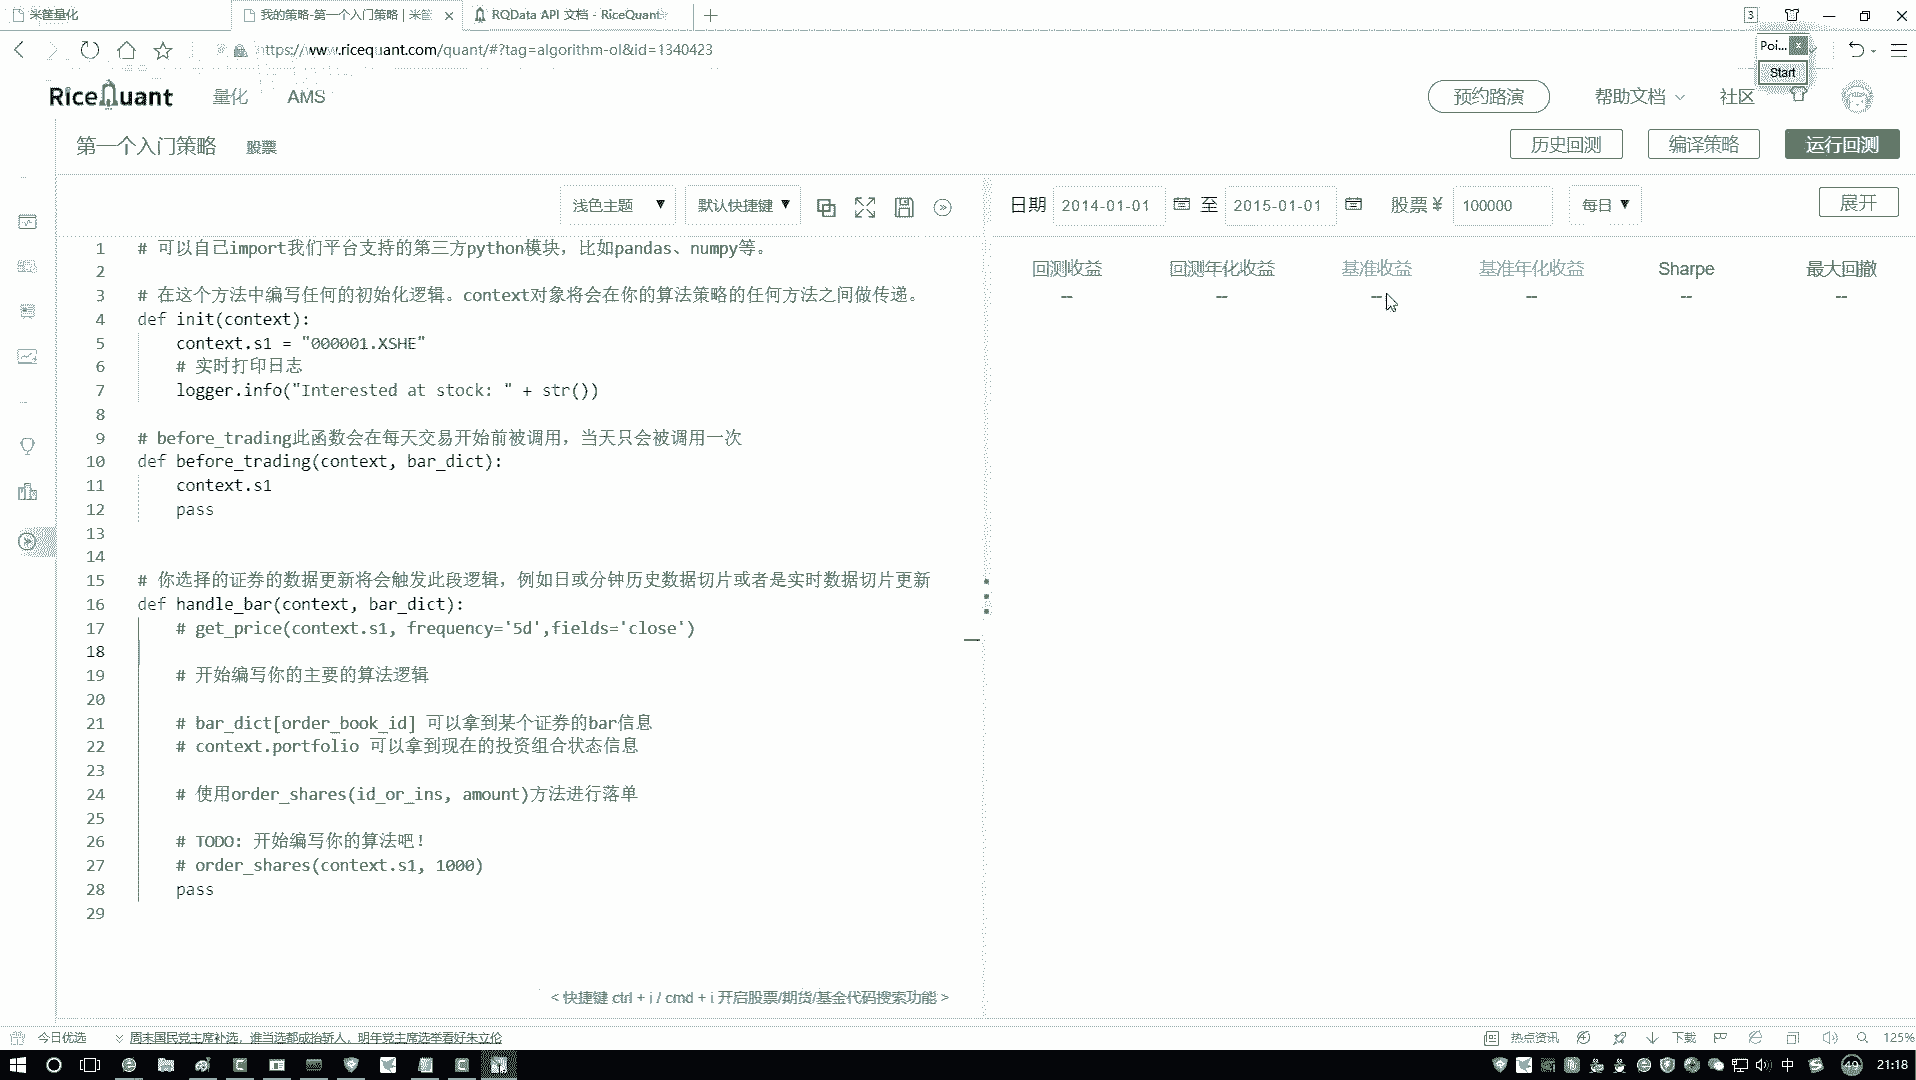 米筐量化
我的策略-第一个入门策略 | 米筐
RQData API 文档 - RiceQuant
3
https://www.ricequant.com/quant/#?tag=algorithm-ol&id=1340423
Poi...
Start
RiceQuant 量化 AMS 预约路演 帮助文档 社区
第一个入门策略 股票 历史回测 编译策略 运行回测
浅色主题 默认快捷键 日期 2014-01-01 至 2015-01-01 股票 ¥ 100000 每日 展开
回测收益 回测年化收益 基准收益 基准年化收益 Sharpe 最大回撤
-- -- -- -- -- --
1 # 可以自己import我们平台支持的第三方python模块，比如pandas、numpy等。
2
3 # 在这个方法中编写任何的初始化逻辑。context对象将会在你的算法策略的任何方法之间做传递。
4 def init(context):
5 context.s1 = "000001.XSHE"
6 # 实时打印日志
7 logger.info("Interested at stock: " + str())
8
9 # before_trading此函数会在每天交易开始前被调用，当天只会被调用一次
10 def before_trading(context, bar_dict):
11 context.s1
12 pass
13
14
15 # 你选择的证券的数据更新将会触发此段逻辑，例如日或分钟历史数据切片或者是实时数据切片更新
16 def handle_bar(context, bar_dict):
17 # get_price(context.s1, frequency='5d',fields='close')
18
19 # 开始编写你的主要的算法逻辑
20
21 # bar_dict[order_book_id] 可以拿到某个证券的bar信息
22 # context.portfolio 可以拿到现在的投资组合状态信息
23
24 # 使用order_shares(id_or_ins, amount)方法进行落单
25
26 # TODO: 开始编写你的算法吧！
27 # order_shares(context.s1, 1000)
28 pass
29
< 快捷键 ctrl + i / cmd + i 开启股票/期货/基金代码搜索功能 >
今日优选 周末国民党主席补选，谁当选都成抬轿人，明年党主席选举看好朱立伦 热点资讯 下载 125%
中 49 21:18